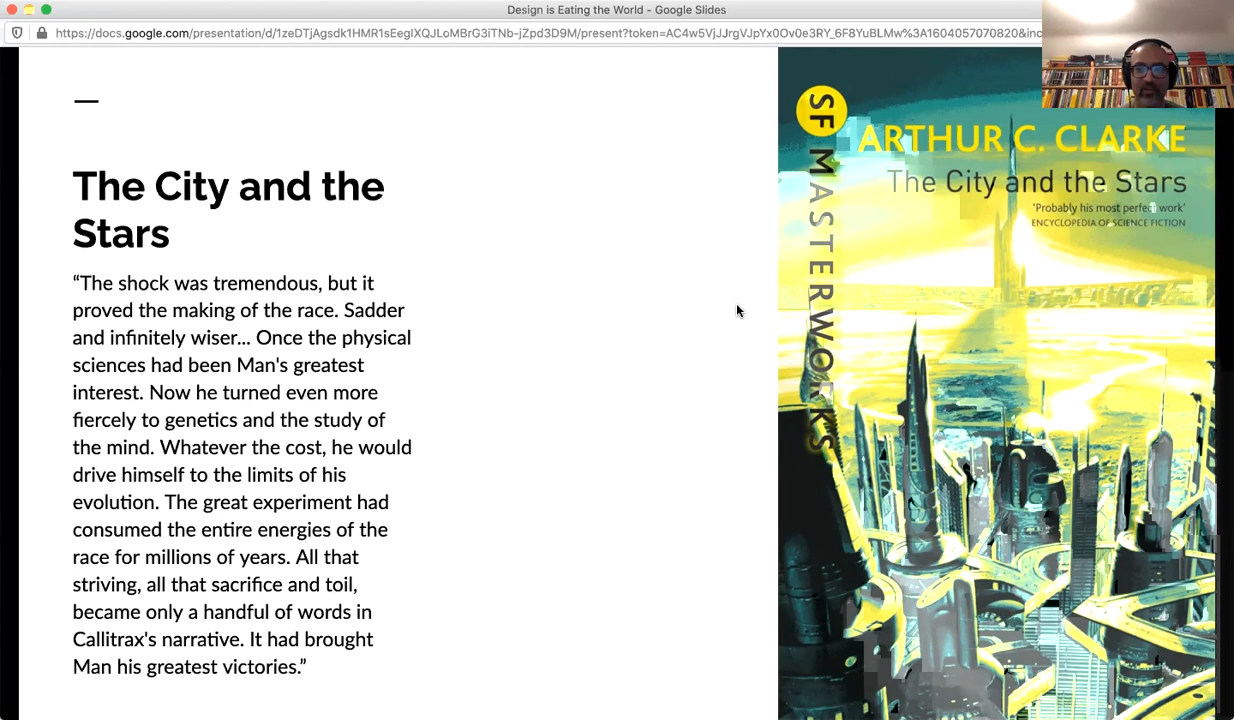 Design is Eating the World - Google Slides
https://docs.google.com/presentation/d/1zeDTjAgsdk1HMR1sEegIXQJLoMBrG3iTNb-jZpd3D9M/present?token=AC4w5VjJJrgVJpYx0Ov0e3RY_6F8YuBLMw%3A1604057070820&inc
The City and the
Stars
“The shock was tremendous, but it
proved the making of the race. Sadder
and infinitely wiser... Once the physical
sciences had been Man's greatest
interest. Now he turned even more
fiercely to genetics and the study of
the mind. Whatever the cost, he would
drive himself to the limits of his
evolution. The great experiment had
consumed the entire energies of the
race for millions of years. All that
striving, all that sacrifice and toil,
became only a handful of words in
Callitrax's narrative. It had brought
Man his greatest victories.”
SF MASTERWORKS
ARTHUR C. CLARKE
The City and the Stars
'Probably his most perfect work'
ENCYCLOPEDIA OF SCIENCE FICTION